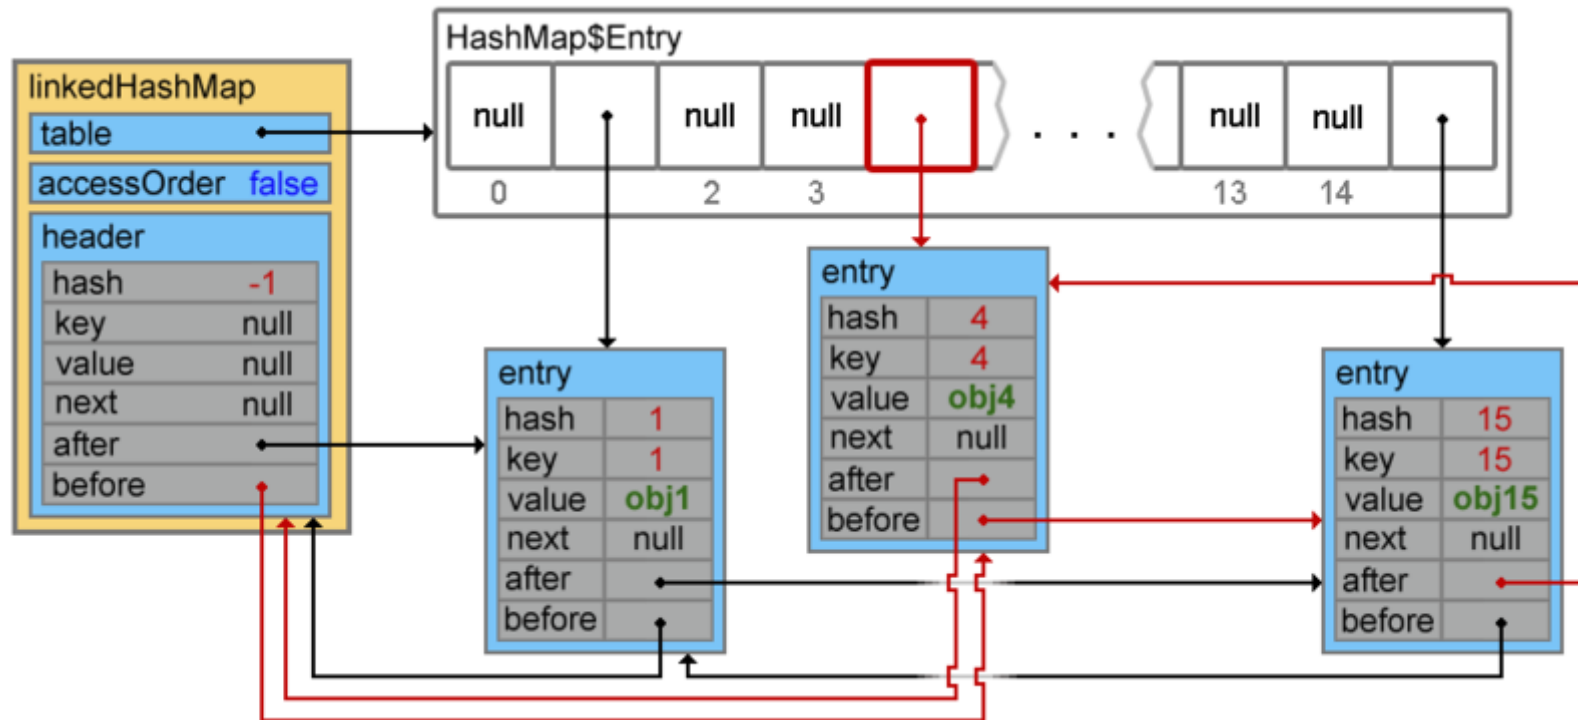 HashMap$Entry
null null null null null
0 2 3 13 14
. . .
linkedHashMap
table
accessOrder false
header
hash -1
key null
value null
next null
after
before
entry
hash 1
key 1
value obj1
next null
after
before
entry
hash 4
key 4
value obj4
next null
after
before
entry
hash 15
key 15
value obj15
next null
after
before